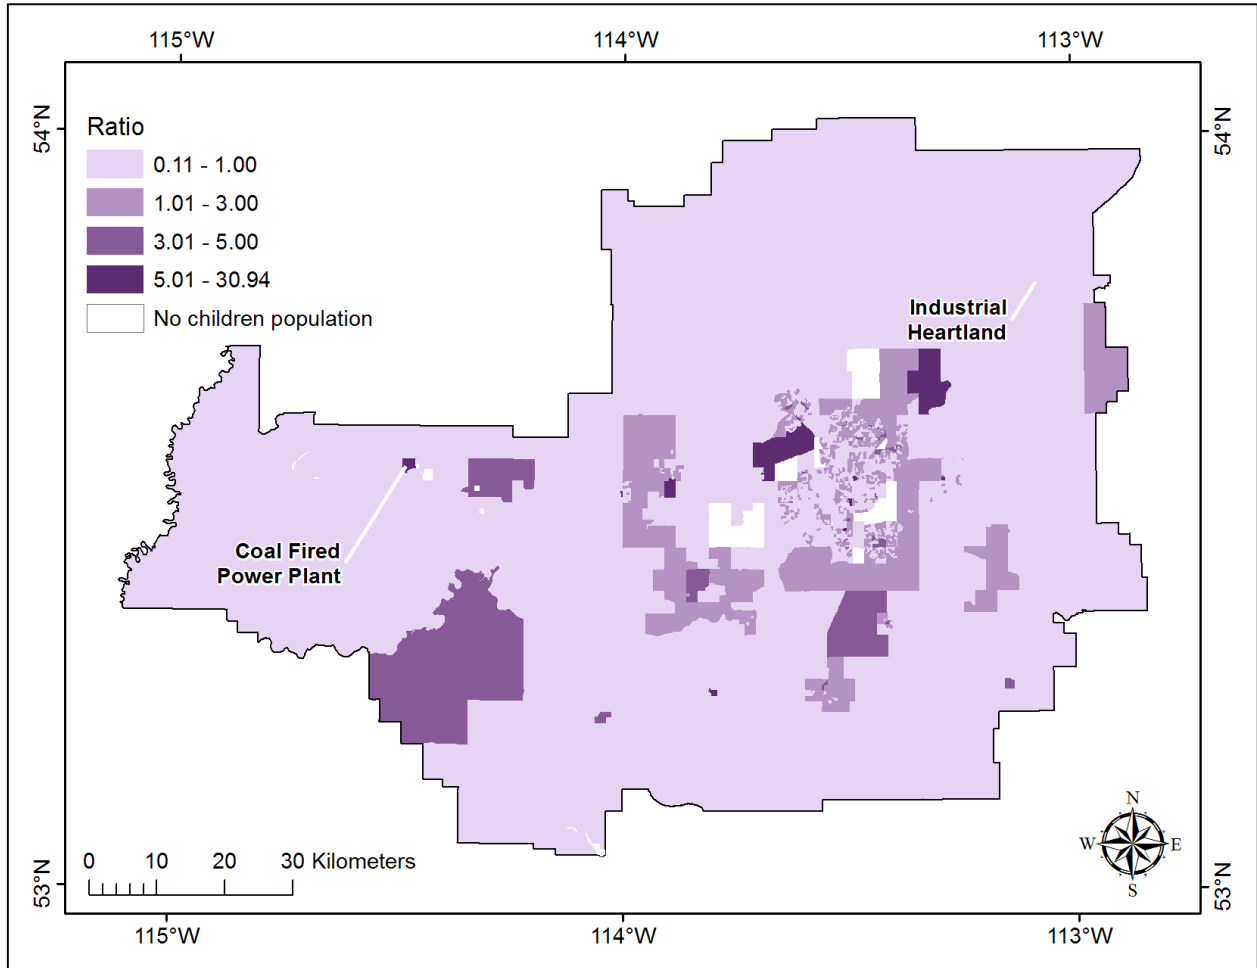 115°W
114°W
113°W
54°N
54°N
Ratio
0.11 - 1.00
1.01 - 3.00
3.01 - 5.00
5.01 - 30.94
No children population
Industrial
Heartland
Coal Fired
Power Plant
N
W
E
S
0
10
20
30 Kilometers
53°N
53°N
115°W
114°W
113°W